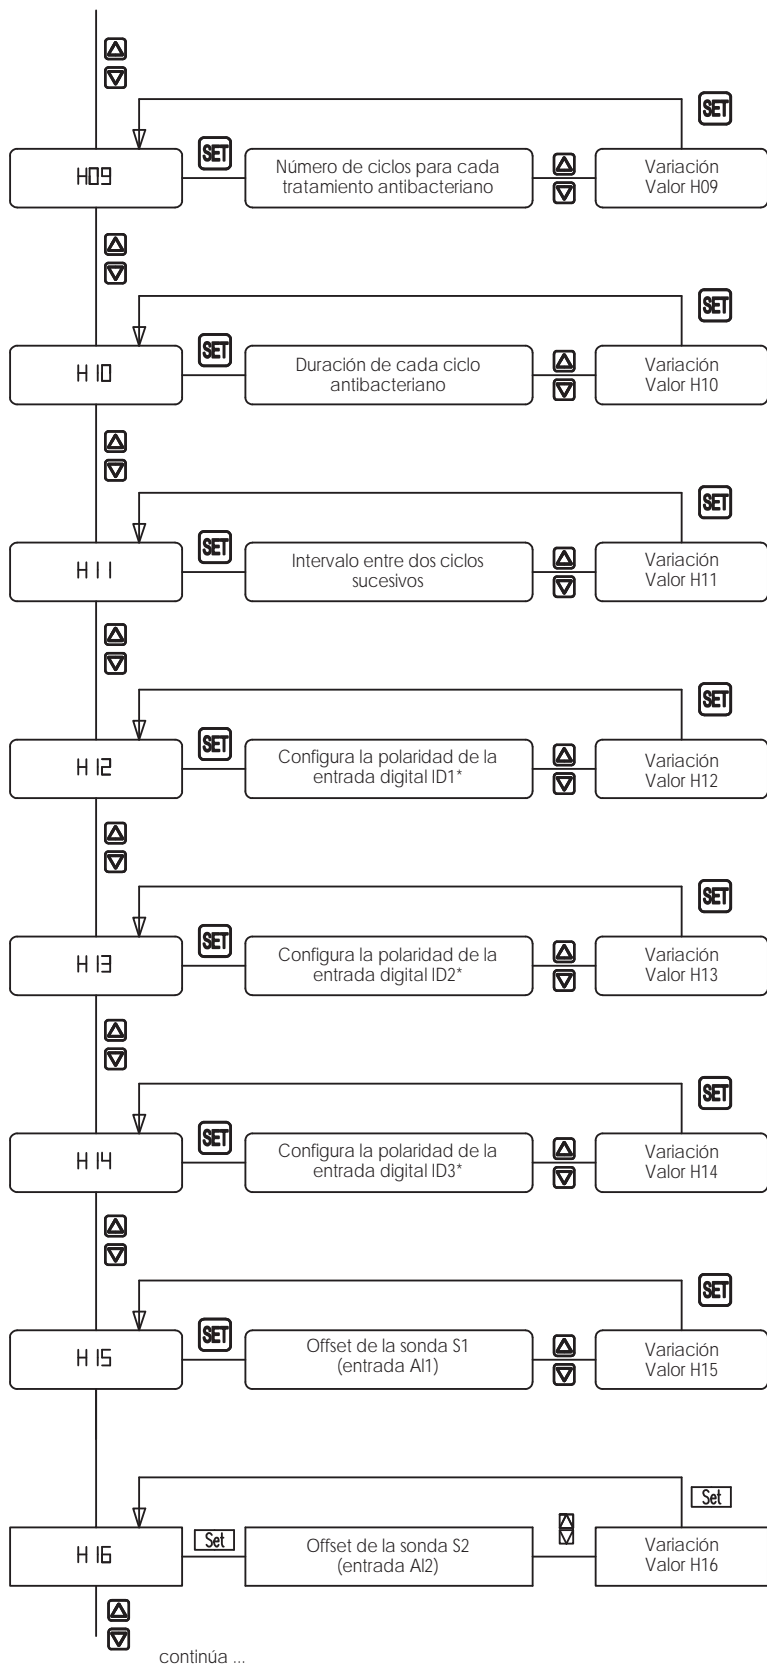 SET
SET
H09
Número de ciclos para cada
tratamiento antibacteriano
Variación
Valor H09
SET
SET
H10
Duración de cada ciclo
antibacteriano
Variación
Valor H10
SET
SET
H11
Intervalo entre dos ciclos
sucesivos
Variación
Valor H11
SET
SET
H12
Configura la polaridad de la
entrada digital ID1*
Variación
Valor H12
SET
SET
H13
Configura la polaridad de la
entrada digital ID2*
Variación
Valor H13
SET
SET
H14
Configura la polaridad de la
entrada digital ID3*
Variación
Valor H14
SET
SET
H15
Offset de la sonda S1
(entrada AI1)
Variación
Valor H15
Set
Set
H16
Offset de la sonda S2
(entrada AI2)
Variación
Valor H16
continúa ...